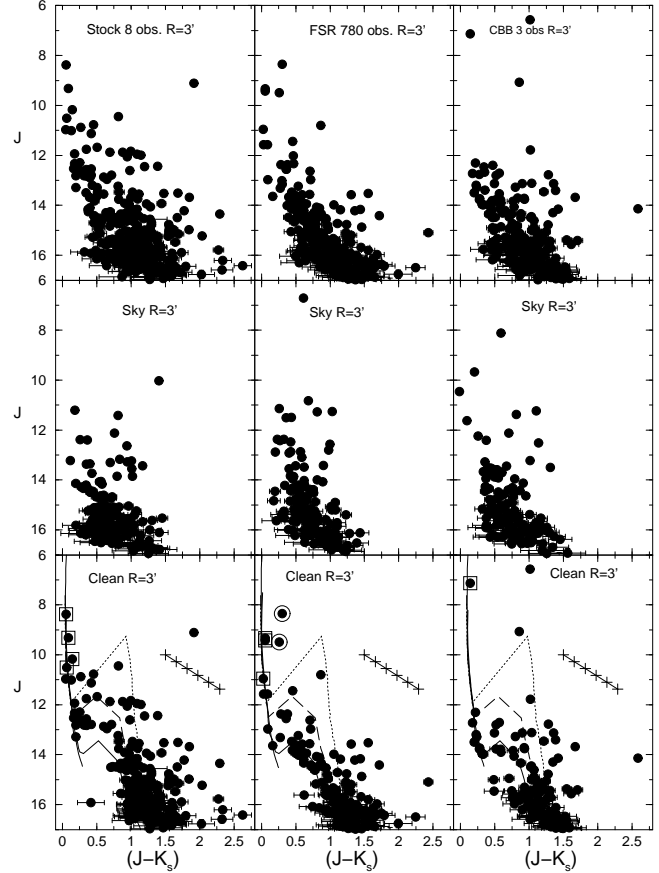 6
8
10
12
14
16
J
Stock 8 obs. R=3'
FSR 780 obs. R=3'
CBB 3 obs R=3'
6
8
10
12
14
16
J
Sky R=3'
Sky R=3'
Sky R=3'
6
8
10
12
14
16
J
Clean R=3'
Clean R=3'
Clean R=3'
0 0.5 1 1.5 2 2.5 0 0.5 1 1.5 2 2.5 0 0.5 1 1.5 2 2.5
(J−Ks) (J−Ks) (J−Ks)